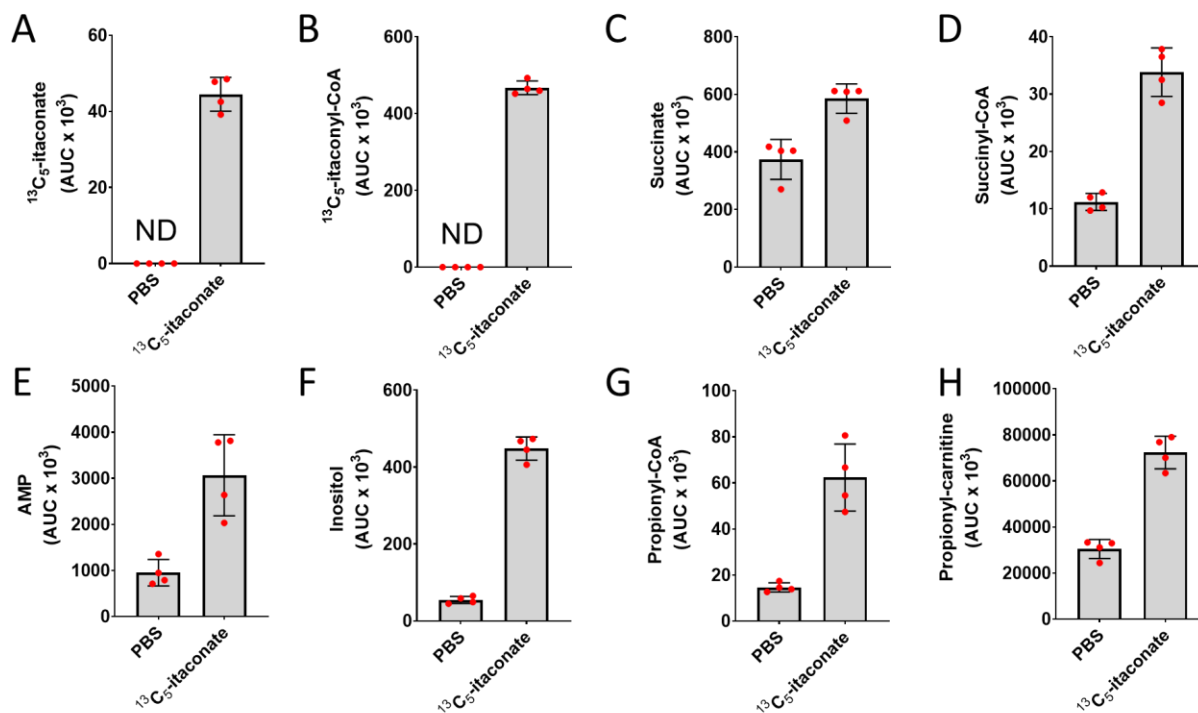 A
¹³C₅-itaconate
(AUC x 10³)
60
40
20
0
ND
PBS
¹³C₅-itaconate
B
¹³C₅-itaconyl-CoA
(AUC x 10³)
600
400
200
0
ND
PBS
¹³C₅-itaconate
C
Succinate
(AUC x 10³)
800
600
400
600
400
0
PBS
¹³C₅-itaconate
D
Succinyl-CoA
(AUC x 10³)
40
30
20
10
0
PBS
¹³C₅-itaconate
E
AMP
(AUC x 10³)
5000
4000
3000
2000
1000
0
PBS
¹³C₅-itaconate
F
Inositol
(AUC x 10³)
600
400
200
0
PBS
¹³C₅-itaconate
G
Propionyl-CoA
(AUC x 10³)
100
80
60
40
20
0
PBS
¹³C₅-itaconate
H
Propionyl-carnitine
(AUC x 10³)
100000
80000
60000
40000
20000
0
PBS
¹³C₅-itaconate